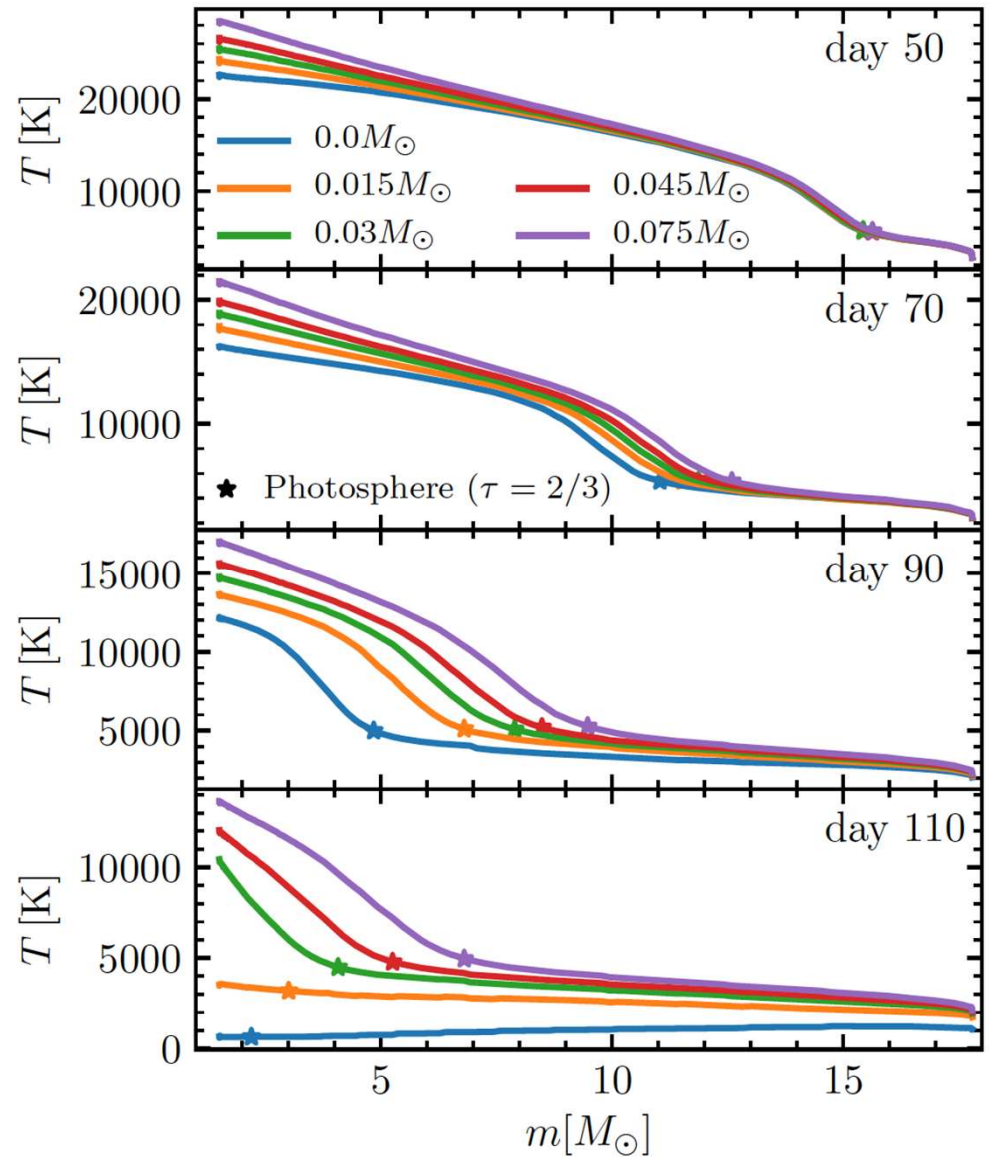 day 50
T [K]
20000
10000
0.0M⊙
0.015M⊙
0.03M⊙
0.045M⊙
0.075M⊙
day 70
T [K]
20000
10000
Photosphere (τ = 2/3)
day 90
T [K]
15000
10000
5000
day 110
T [K]
10000
5000
0
5 10 15
m[M⊙]